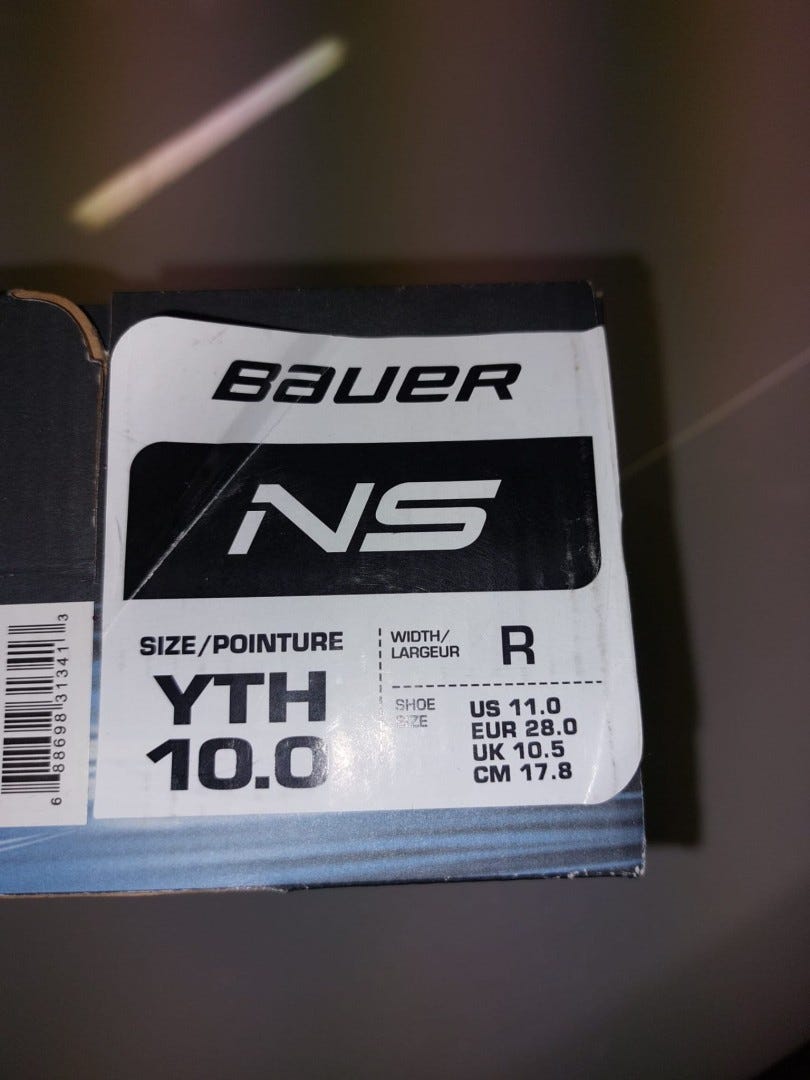 BAUER
NS
SIZE/POINTURE
YTH
10.0
WIDTH/
LARGEUR
R
SHOE
SIZE
US 11.0
EUR 28.0
UK 10.5
CM 17.8
6 88698 31341 3